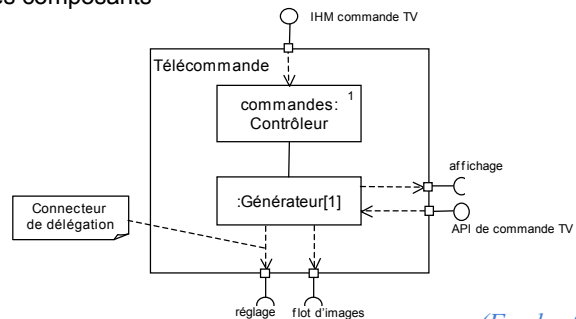 es composants
IHM commande TV
Télécommande
commandes: 1
Contrôleur
affichage
:Générateur[1]
Connecteur
de délégation
API de commande TV
réglage
flot d'images